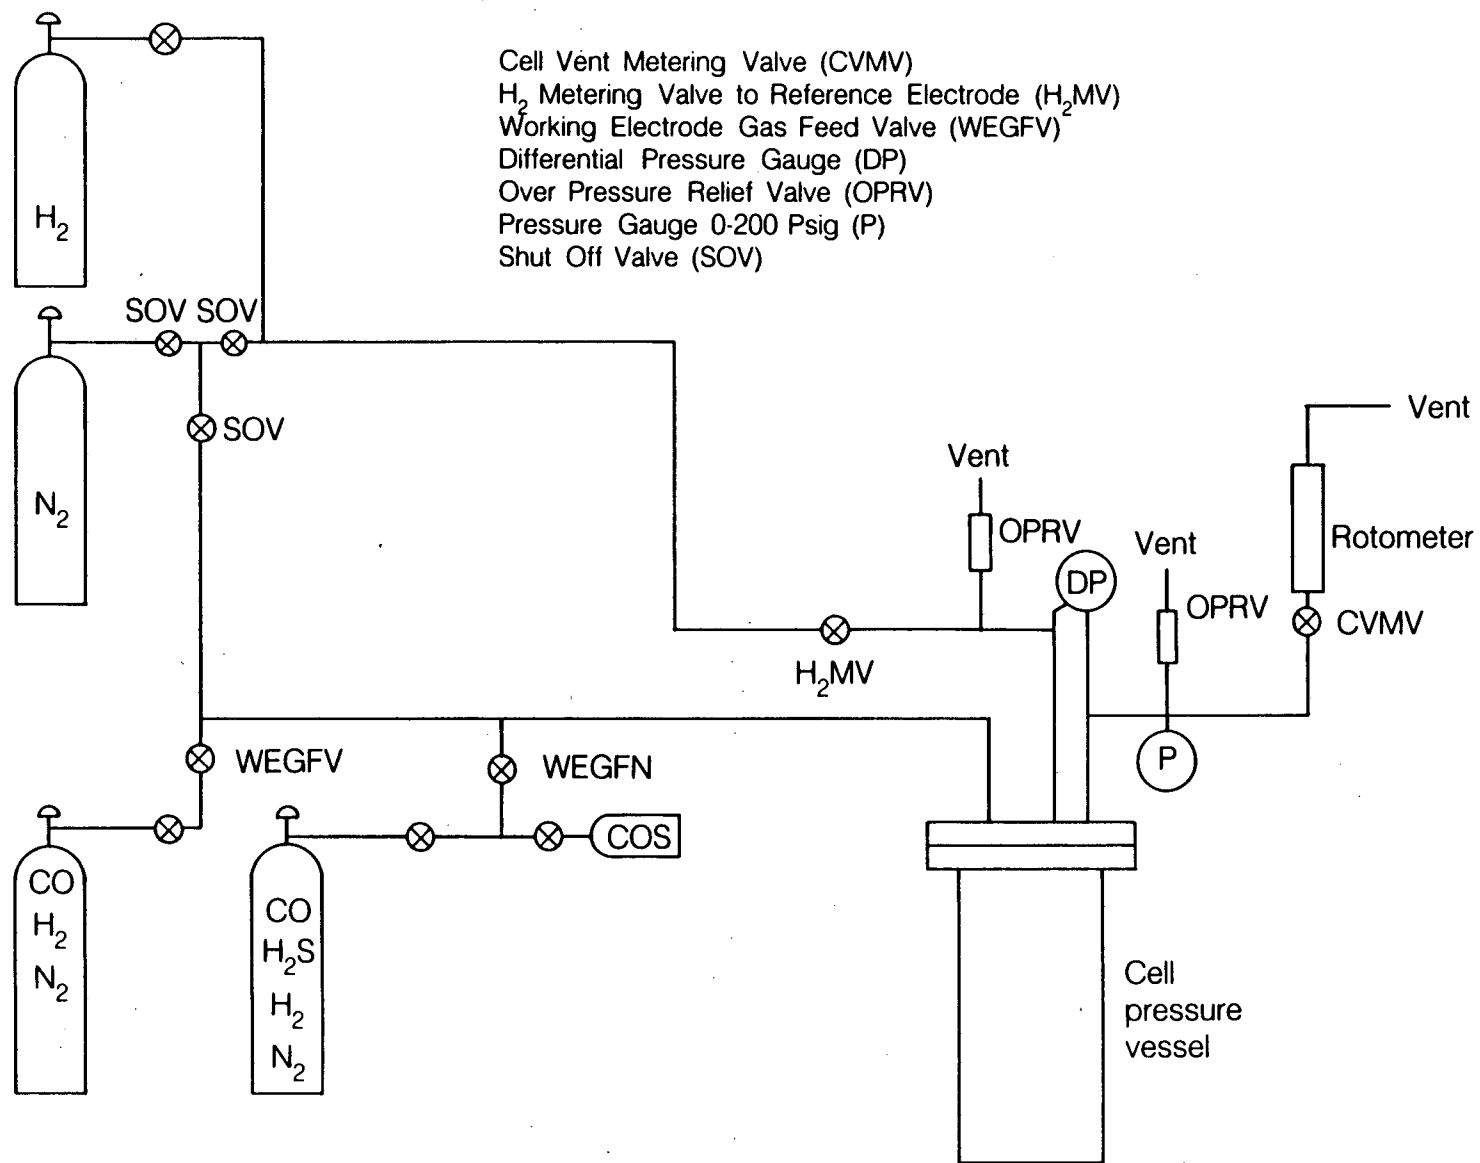 Cell Vent Metering Valve (CVMV)
H₂ Metering Valve to Reference Electrode (H₂MV)
Working Electrode Gas Feed Valve (WEGFV)
Differential Pressure Gauge (DP)
Over Pressure Relief Valve (OPRV)
Pressure Gauge 0-200 Psig (P)
Shut Off Valve (SOV)
H₂
SOV SOV
SOV
N₂
Vent
Vent
OPRV
Vent
Rotometer
DP
OPRV
CVMV
H₂MV
WEGFV
WEGFN
P
COS
CO
H₂
N₂
CO
H₂S
H₂
N₂
Cell
pressure
vessel